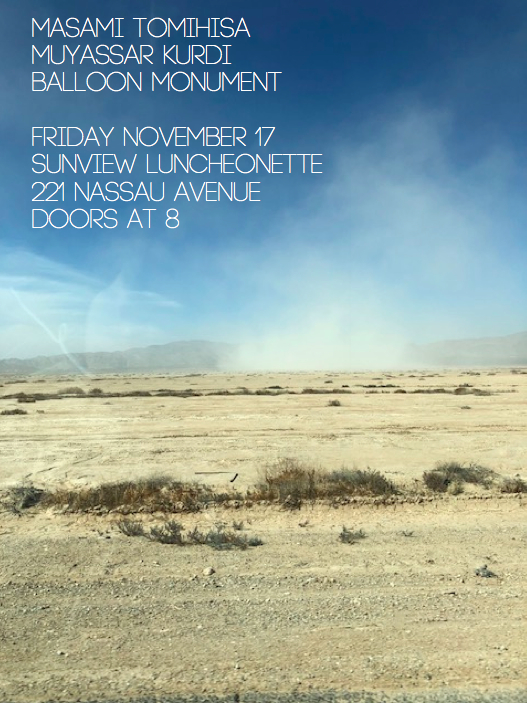 MASAMI TOMIHISA
MUYASSAR KURDI
BALLOON MONUMENT
FRIDAY NOVEMBER 17
SUNVIEW LUNCHEONETTE
221 NASSAU AVENUE
DOORS AT 8